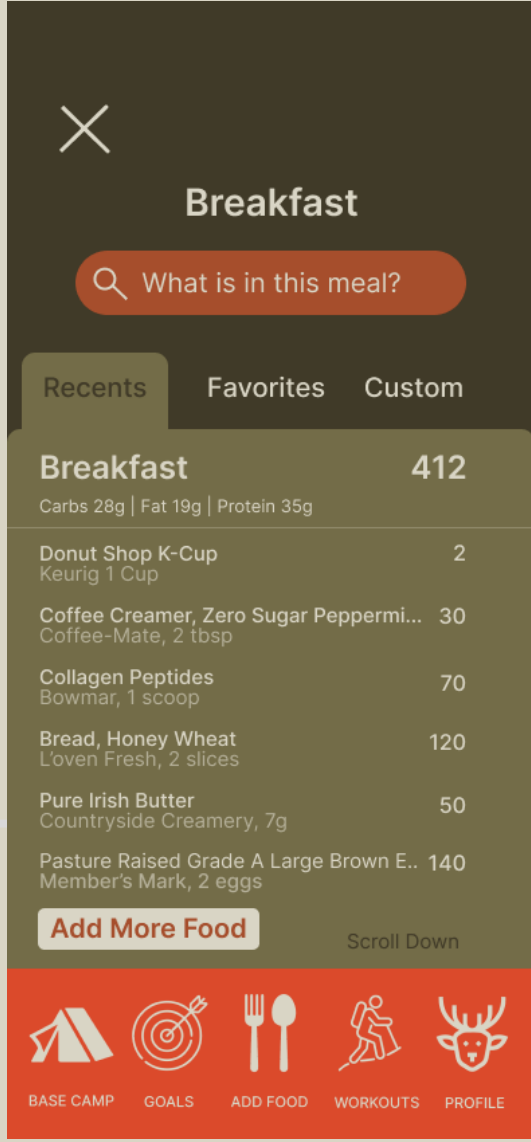 Breakfast
What is in this meal?
Recents Favorites Custom
Breakfast 412
Carbs 28g | Fat 19g | Protein 35g
Donut Shop K-Cup 2
Keurig 1 Cup
Coffee Creamer, Zero Sugar Peppermi... 30
Coffee-Mate, 2 tbsp
Collagen Peptides 70
Bowmar, 1 scoop
Bread, Honey Wheat 120
L'oven Fresh, 2 slices
Pure Irish Butter 50
Countryside Creamery, 7g
Pasture Raised Grade A Large Brown E.. 140
Member's Mark, 2 eggs
Add More Food
Scroll Down
BASE CAMP GOALS ADD FOOD WORKOUTS PROFILE